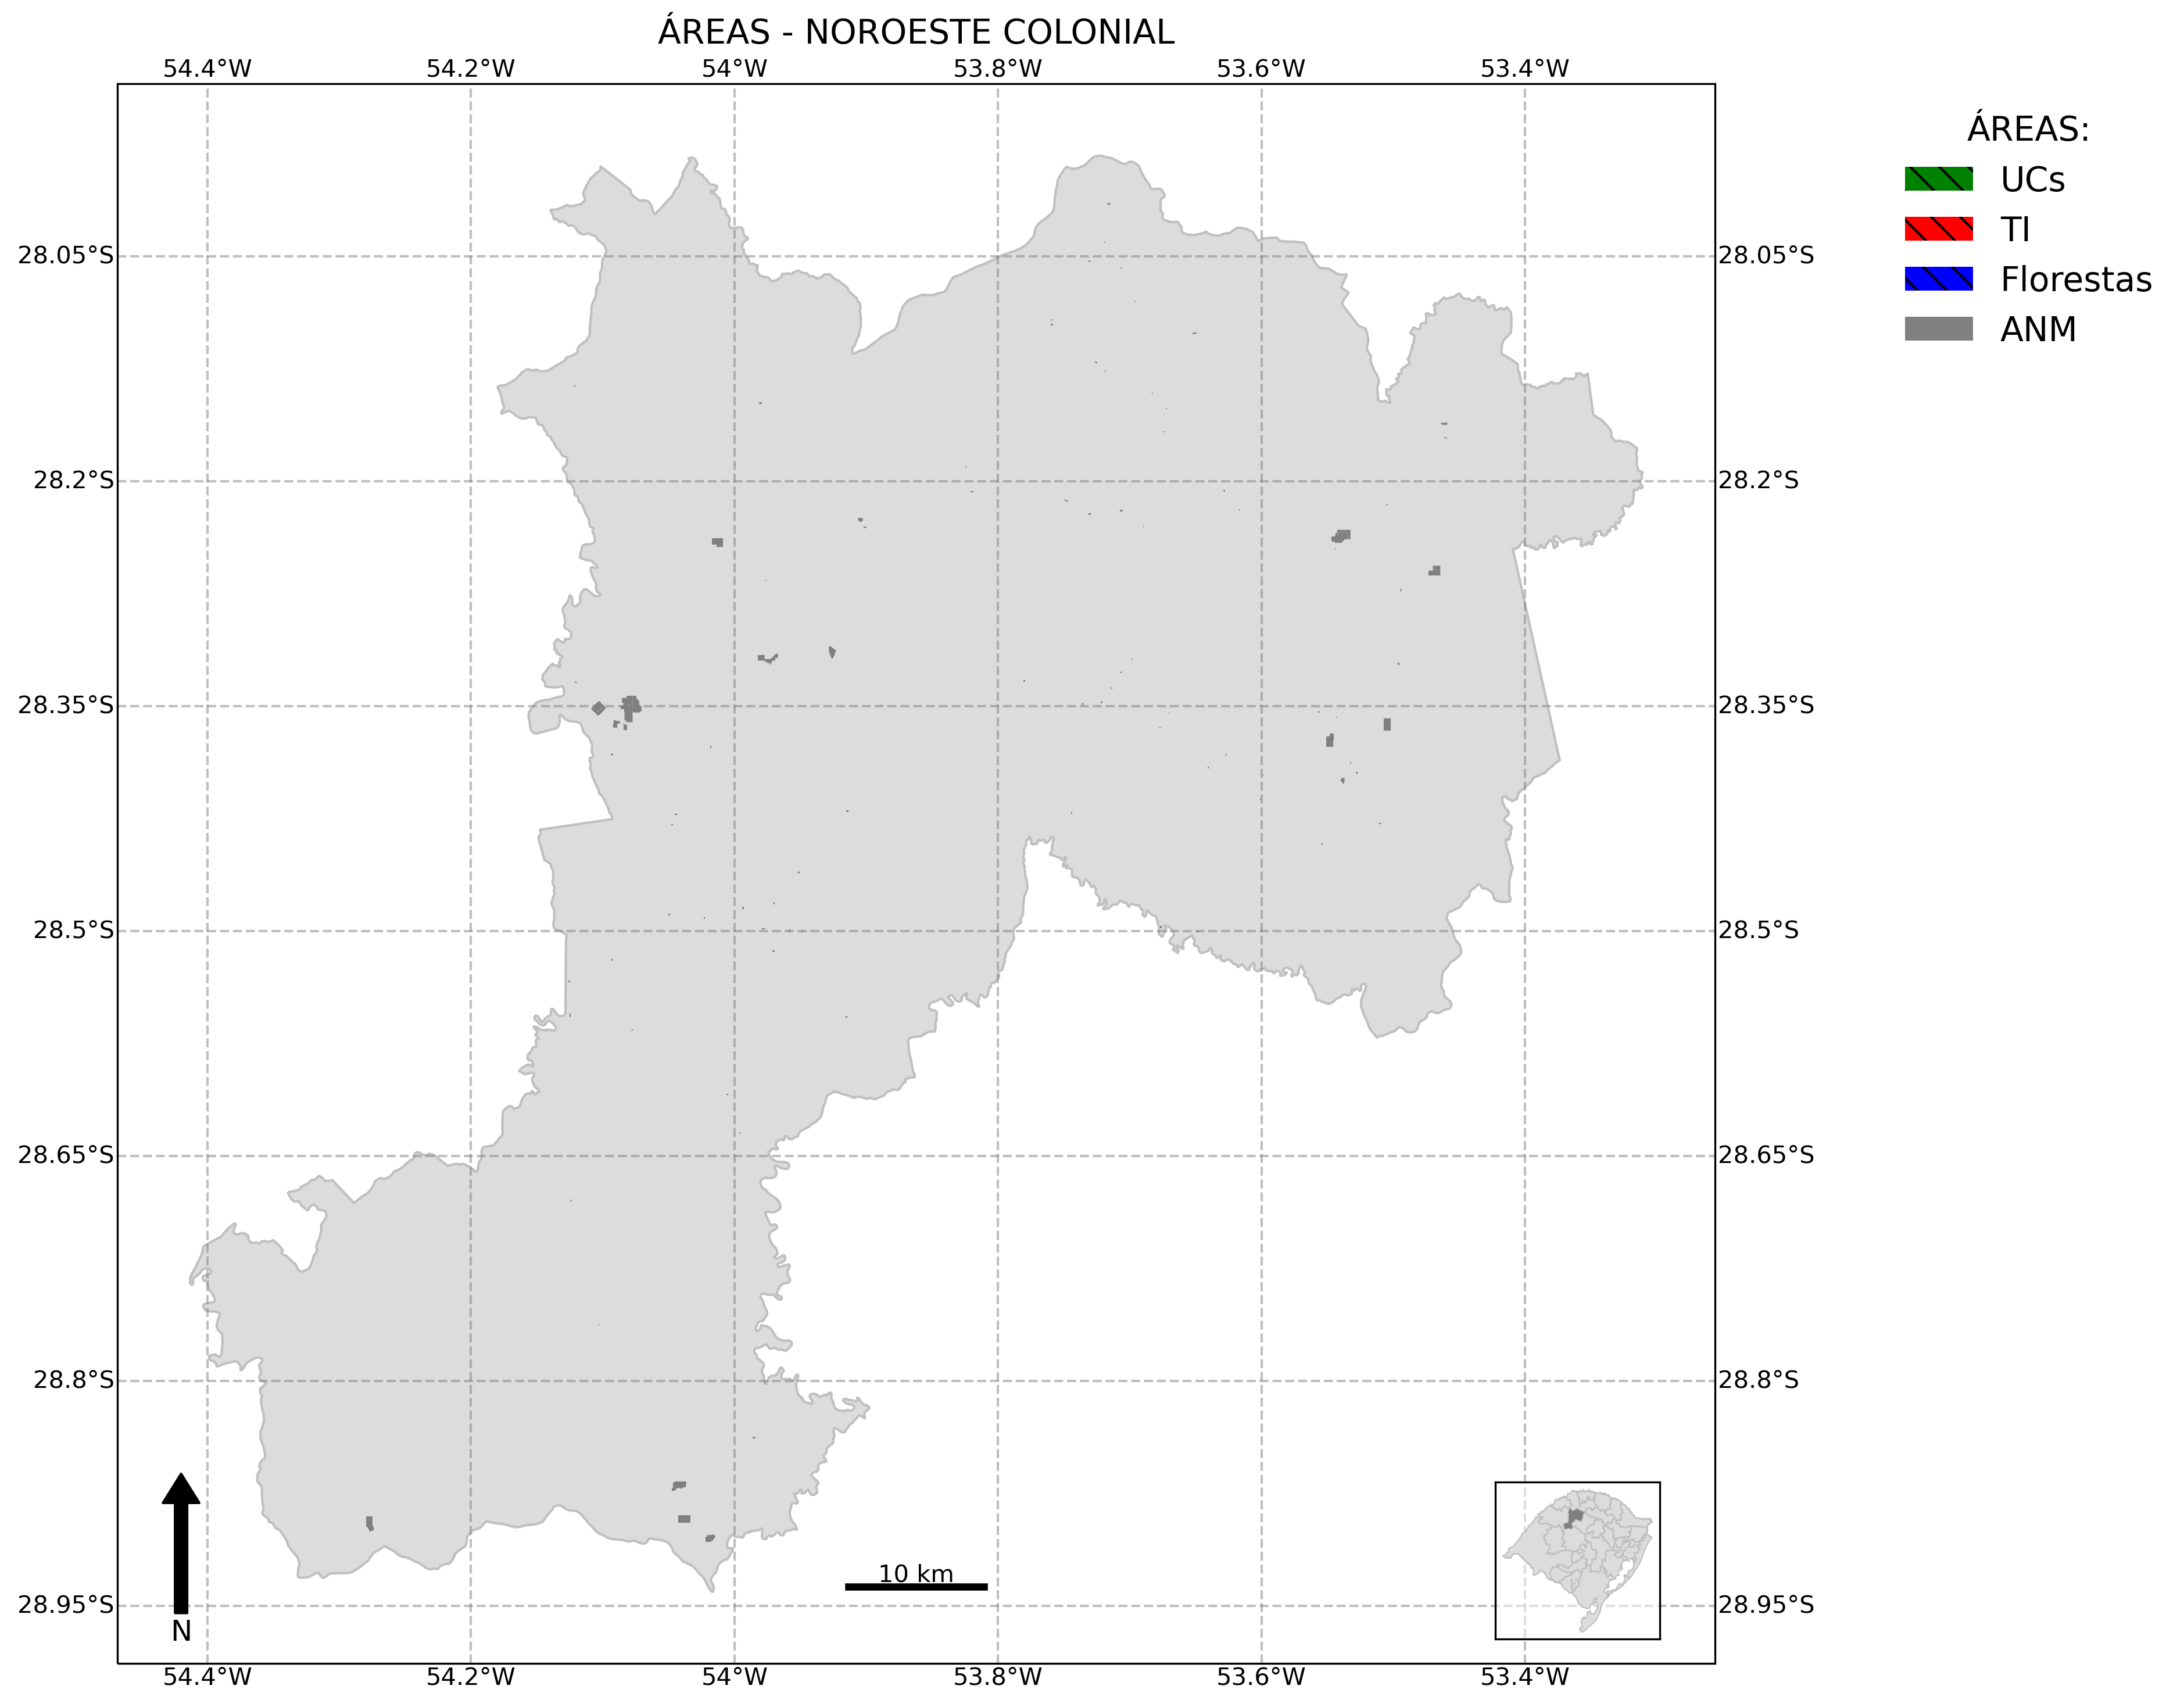 ÁREAS - NOROESTE COLONIAL
54.4°W 54.2°W 54°W 53.8°W 53.6°W 53.4°W
ÁREAS:
UCs
TI
Florestas
ANM
28.05°S 28.05°S
28.2°S 28.2°S
28.35°S 28.35°S
28.5°S 28.5°S
28.65°S 28.65°S
28.8°S 28.8°S
10 km
28.95°S 28.95°S
N
54.4°W 54.2°W 54°W 53.8°W 53.6°W 53.4°W